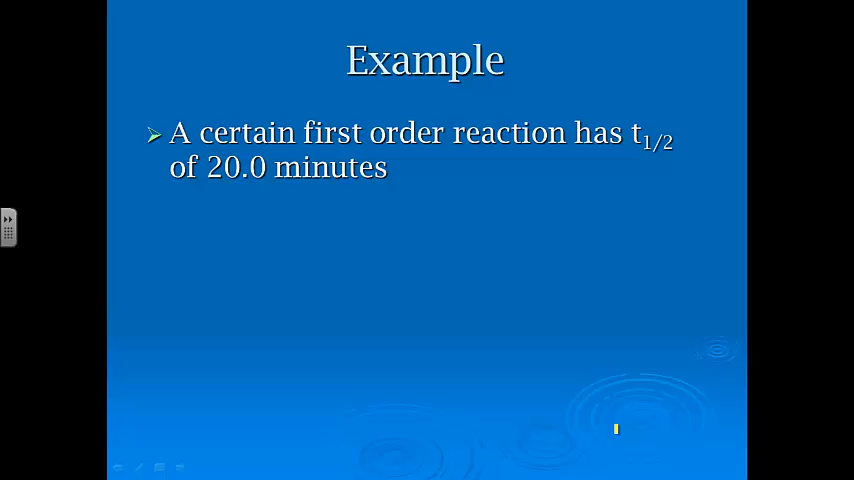 Example
A certain first order reaction has t1/2
of 20.0 minutes